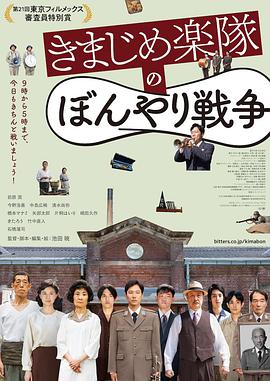 第21回東京フィルメックス
審査員特別賞
きまじめ楽隊
の
ぼんやり戦争
9時から5時まで、
今日もきちんと戦いましょう!
前原 滉
今野浩喜 中島広稀 清水尚弥
橋本マナミ 矢部太郎 片桐はいり 嶋田久作
きたろう 竹中直人
石橋蓮司
監督・脚本・編集・絵:池田 暁
bitters.co.jp/kimabon